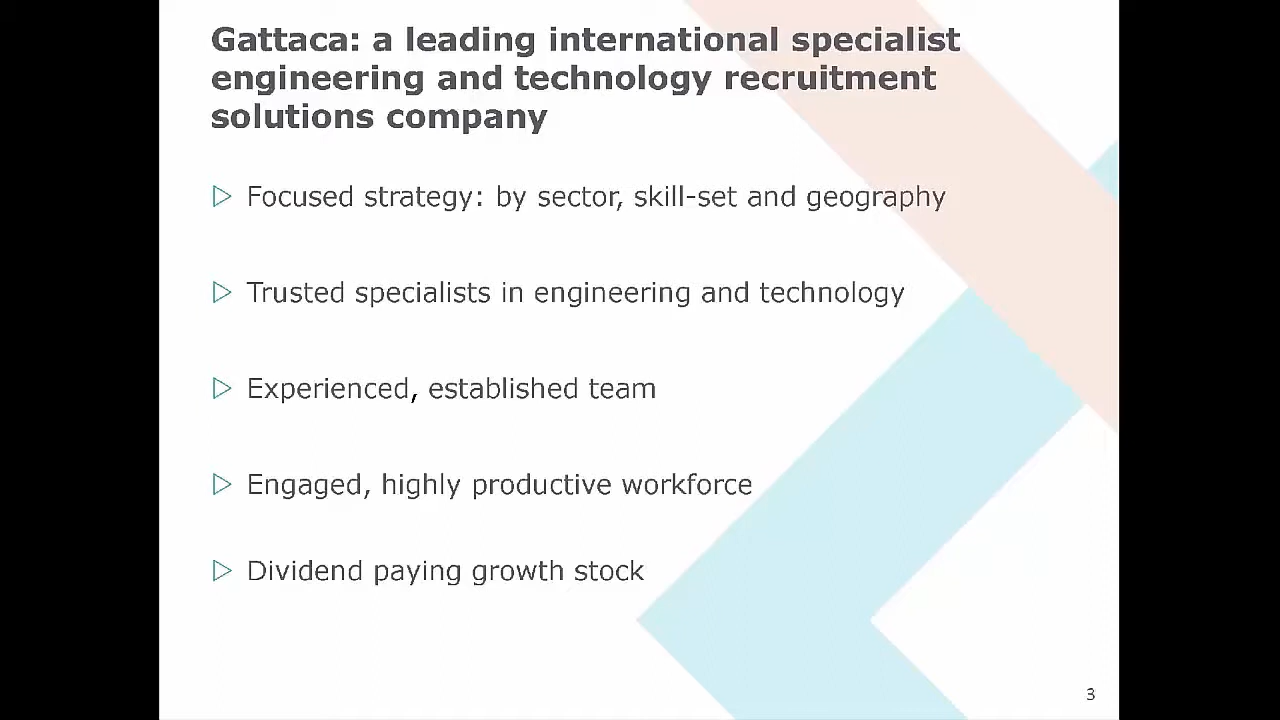 Gattaca: a leading international specialist
engineering and technology recruitment
solutions company
Focused strategy: by sector, skill-set and geography
Trusted specialists in engineering and technology
Experienced, established team
Engaged, highly productive workforce
Dividend paying growth stock
3